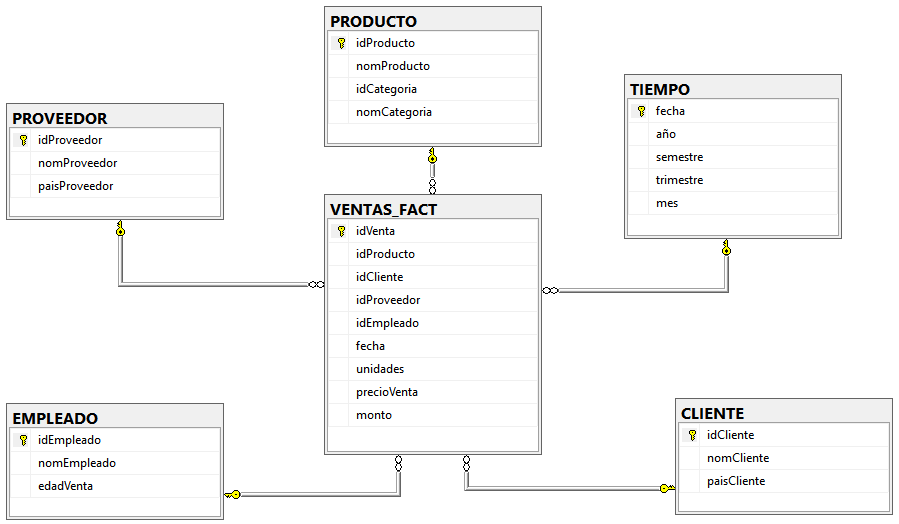 PRODUCTO
idProducto
nomProducto
idCategoria
nomCategoria
TIEMPO
fecha
año
semestre
trimestre
mes
PROVEEDOR
idProveedor
nomProveedor
paisProveedor
VENTAS_FACT
idVenta
idProducto
idCliente
idProveedor
idEmpleado
fecha
unidades
precioVenta
monto
EMPLEADO
idEmpleado
nomEmpleado
edadVenta
CLIENTE
idCliente
nomCliente
paisCliente